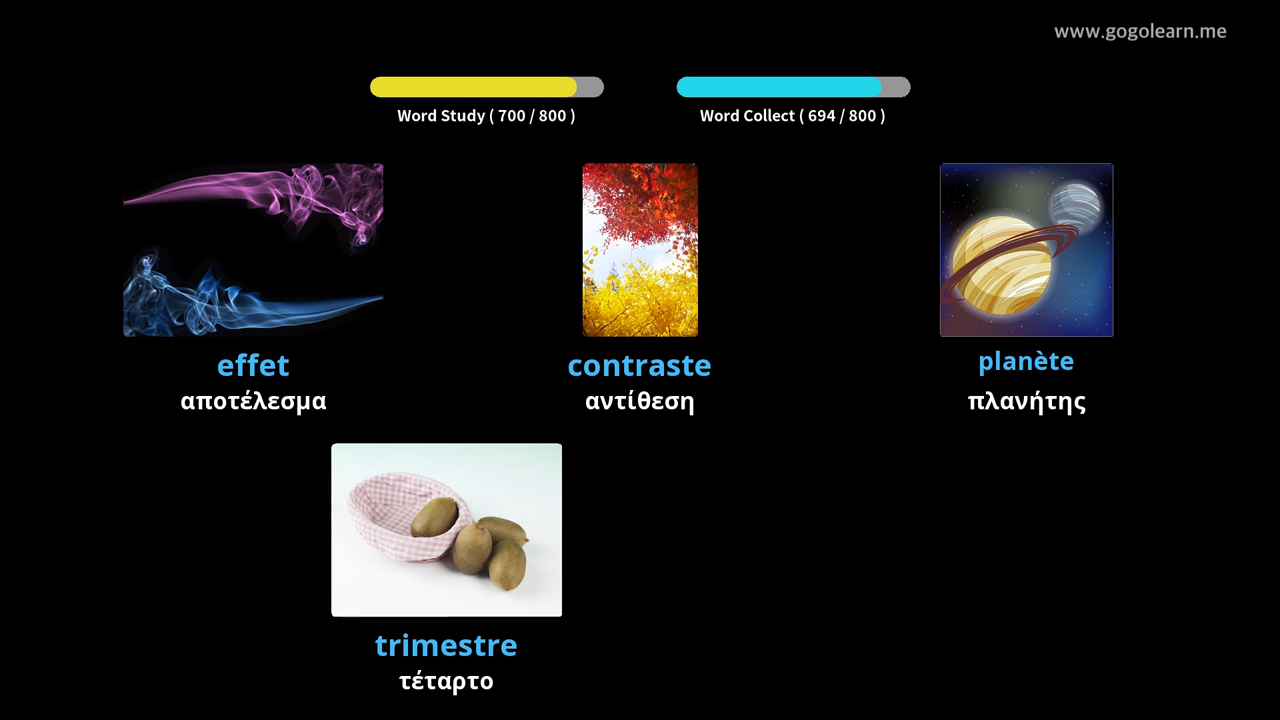 www.gogolearn.me
Word Study ( 700 / 800 )
Word Collect ( 694 / 800 )
effet
αποτέλεσμα
contraste
αντίθεση
planète
πλανήτης
trimestre
τέταρτο